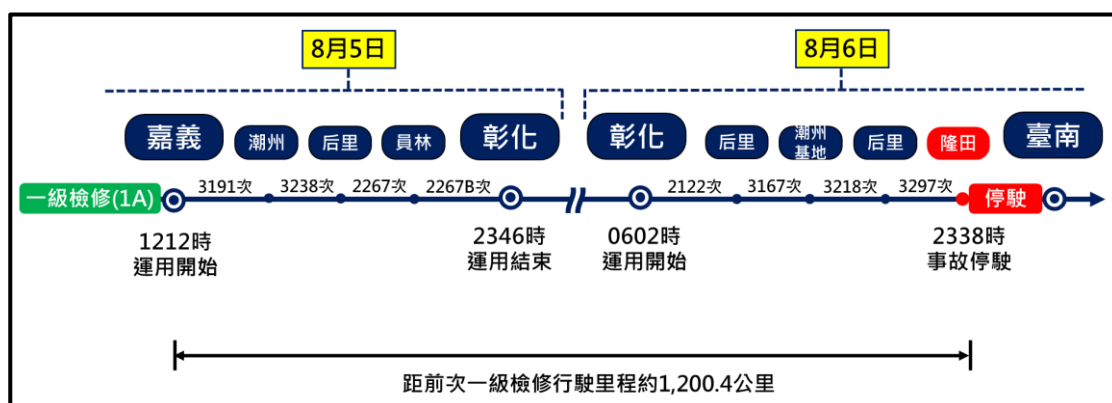 8月5日
8月6日
嘉義
潮州
后里
員林
彰化
彰化
后里
潮州
基地
后里
隆田
臺南
一級檢修(1A)
3191次
3238次
2267次
2267B次
2122次
3167次
3218次
3297次
停駛
1212時
運用開始
2346時
運用結束
0602時
運用開始
2338時
事故停駛
距前次一級檢修行駛里程約1,200.4公里